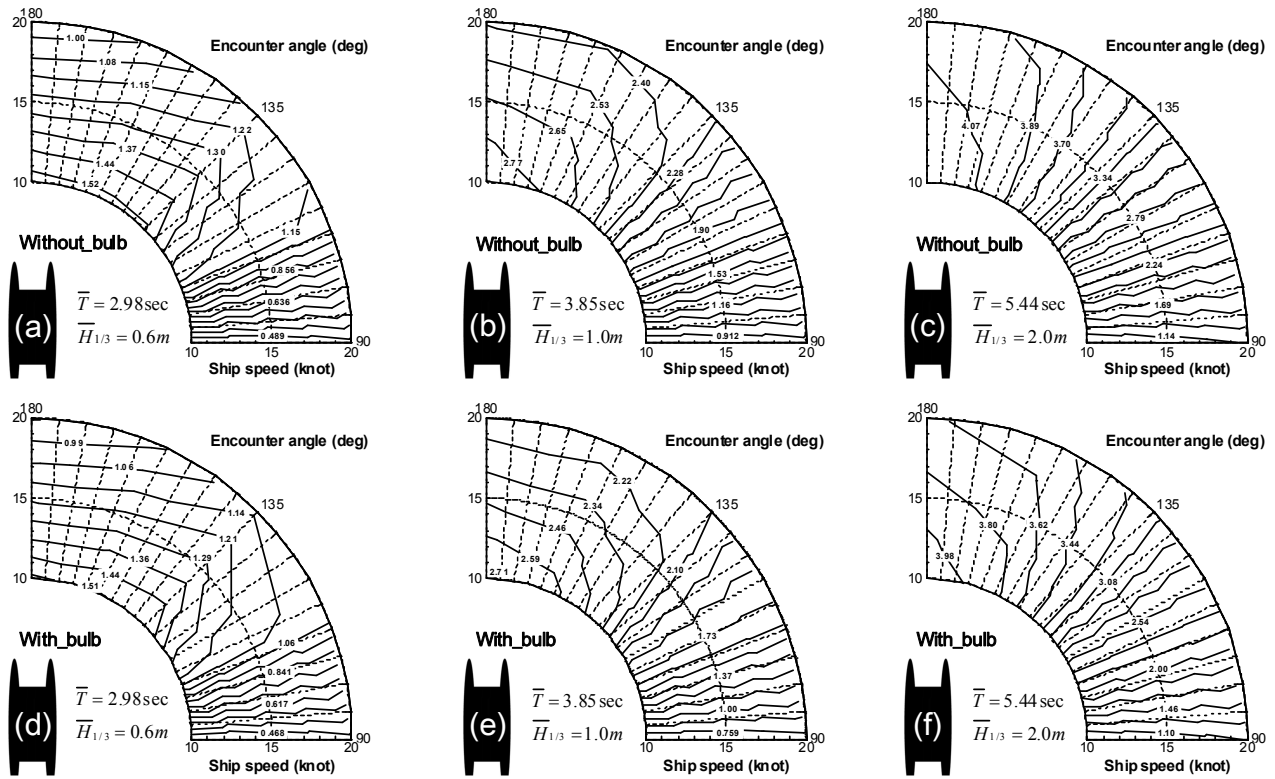 20 180
Encounter angle (deg)
1.00
1.08
1.15
135
15
1.22
1.30
1.37
1.44
1.52
10
1.15
Without_bulb
0.856
(a)
T = 2.98sec
0.636
H1/3 = 0.6m
0.489
90
10 15 20
Ship speed (knot)
20 180
Encounter angle (deg)
2.40
2.53
135
15
2.65
2.77
2.28
10
1.90
Without_bulb
1.53
(b)
T = 3.85sec
1.16
H1/3 = 1.0m
0.912
90
10 15 20
Ship speed (knot)
20 180
Encounter angle (deg)
135
15
4.07
3.89
3.70
3.34
10
2.79
Without_bulb
2.24
(c)
T = 5.44sec
1.69
H1/3 = 2.0m
1.14
90
10 15 20
Ship speed (knot)
20 180
Encounter angle (deg)
0.99
1.06
1.14
135
15
1.21
1.29
1.36
1.44
1.51
10
With_bulb
1.06
0.841
(d)
T = 2.98sec
0.617
H1/3 = 0.6m
0.468
90
10 15 20
Ship speed (knot)
20 180
Encounter angle (deg)
2.22
2.34
135
15
2.46
2.59
2.71
10
2.10
With_bulb
1.73
1.37
(e)
T = 3.85sec
1.00
H1/3 = 1.0m
0.759
90
10 15 20
Ship speed (knot)
20 180
Encounter angle (deg)
135
15
3.80
3.62
3.44
3.98
3.08
10
With_bulb
2.54
2.00
(f)
T = 5.44sec
1.46
H1/3 = 2.0m
1.10
90
10 15 20
Ship speed (knot)